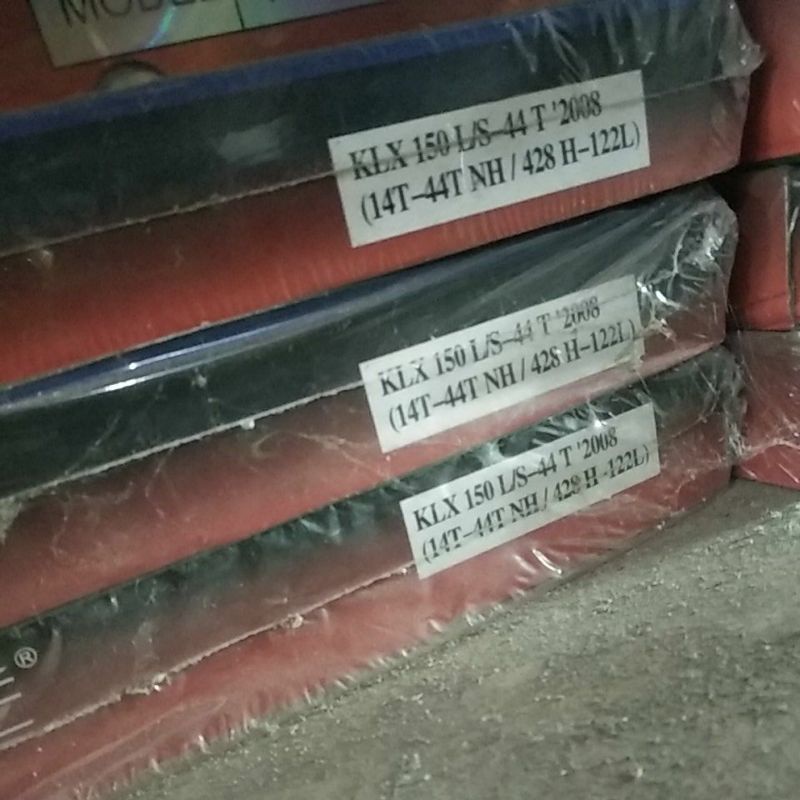 MODEL
KLX 150 L/S-44 T '2008
(14T-44T NH / 428 H-122L)
KLX 150 L/S-44 T '2008
(14T-44T NH / 428 H-122L)
KLX 150 L/S-44 T '2008
(14T-44T NH / 428 H-122L)
®